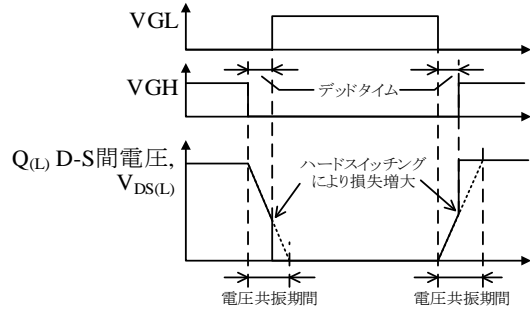 VGL
VGH
デッドタイム
Q(L) D-S間電圧,
VDS(L)
ハードスイッチング
により損失増大
電圧共振期間
電圧共振期間